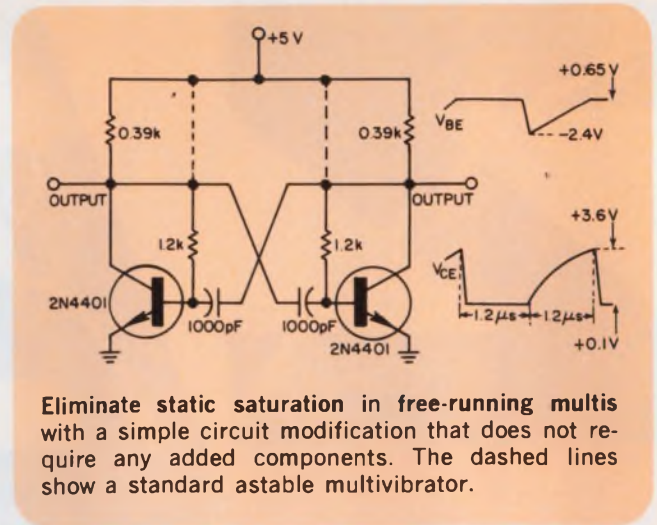 +5 V
0.39k
0.39k
OUTPUT
OUTPUT
1.2k
1.2k
2N4401
1000pF
1000pF
2N4401
+0.65V
VBE
-2.4V
+3.6V
VCE
1.2μs
1.2μs
+0.1V
Eliminate static saturation in free-running multis
with a simple circuit modification that does not re-
quire any added components. The dashed lines
show a standard astable multivibrator.